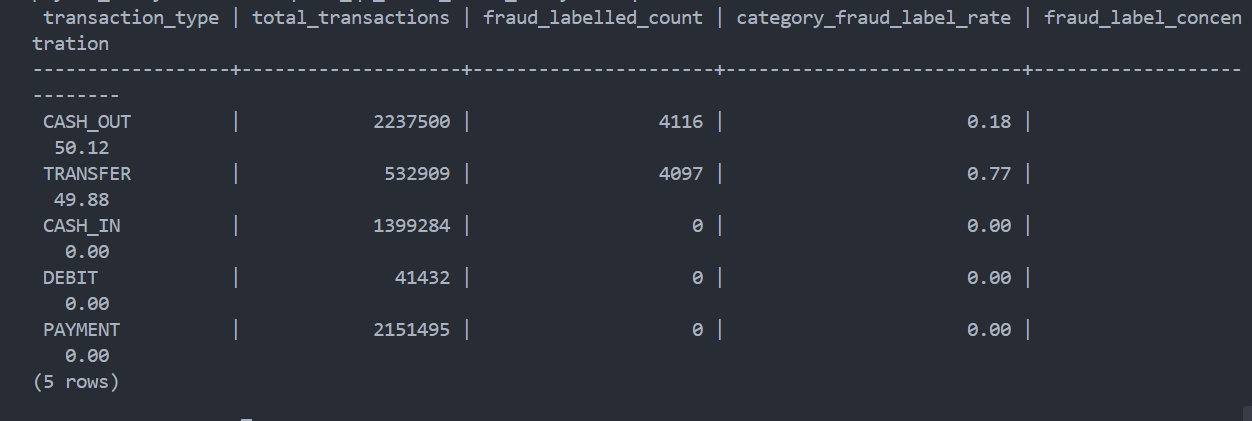 transaction_type | total_transactions | fraud_labelled_count | category_fraud_label_rate | fraud_label_concen
tration
------------------+--------------------+----------------------+---------------------------+-------------------
--------
CASH_OUT | 2237500 | 4116 | 0.18 |
50.12
TRANSFER | 532909 | 4097 | 0.77 |
49.88
CASH_IN | 1399284 | 0 | 0.00 |
0.00
DEBIT | 41432 | 0 | 0.00 |
0.00
PAYMENT | 2151495 | 0 | 0.00 |
0.00
(5 rows)